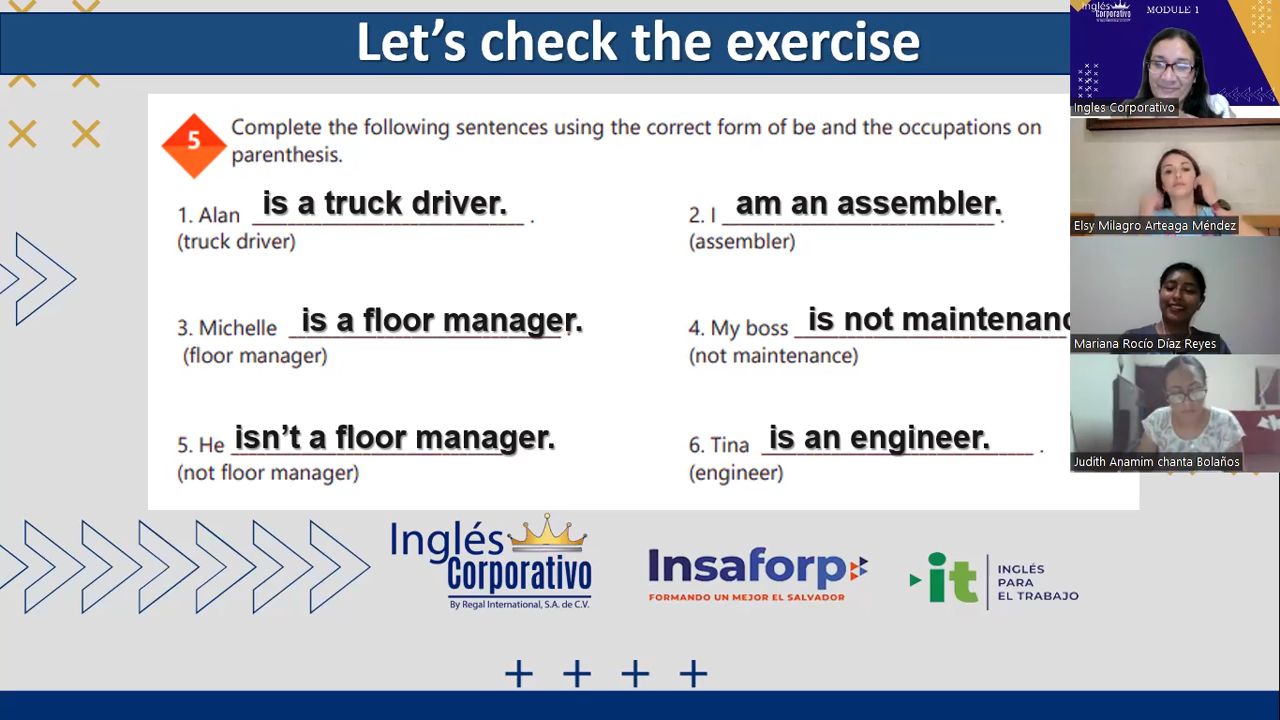 Let's check the exercise
5
Complete the following sentences using the correct form of be and the occupations on
parenthesis.
1. Alan is a truck driver. .
(truck driver)
2. I am an assembler. .
(assembler)
3. Michelle is a floor manager. .
(floor manager)
4. My boss is not maintenanc
(not maintenance)
5. He isn't a floor manager.
(not floor manager)
6. Tina is an engineer. .
(engineer)
Inglés
Corporativo
By Regal International, S.A. de C.V.
Insaforp
FORMANDO UN MEJOR EL SALVADOR
it
INGLÉS
PARA
EL TRABAJO
Inglés
Corporativo
MODULE 1
Ingles Corporativo
Elsy Milagro Arteaga Méndez
Mariana Rocío Díaz Reyes
Judith Anamim chanta Bolaños